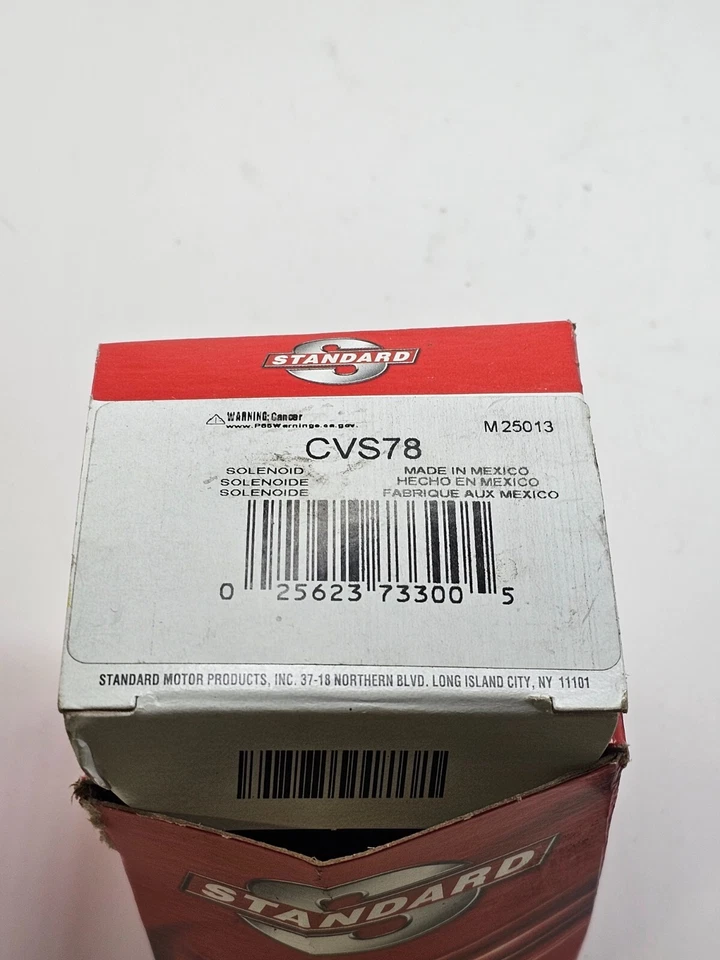 STANDARD
WARNING: Cancer
www.P65Warnings.ca.gov.
M 25013
CVS78
SOLENOID
SOLENOIDE
SOLENOIDE
MADE IN MEXICO
HECHO EN MEXICO
FABRIQUE AUX MEXICO
0 25623 73300 5
STANDARD MOTOR PRODUCTS, INC. 37-18 NORTHERN BLVD. LONG ISLAND CITY, NY 11101
STANDARD